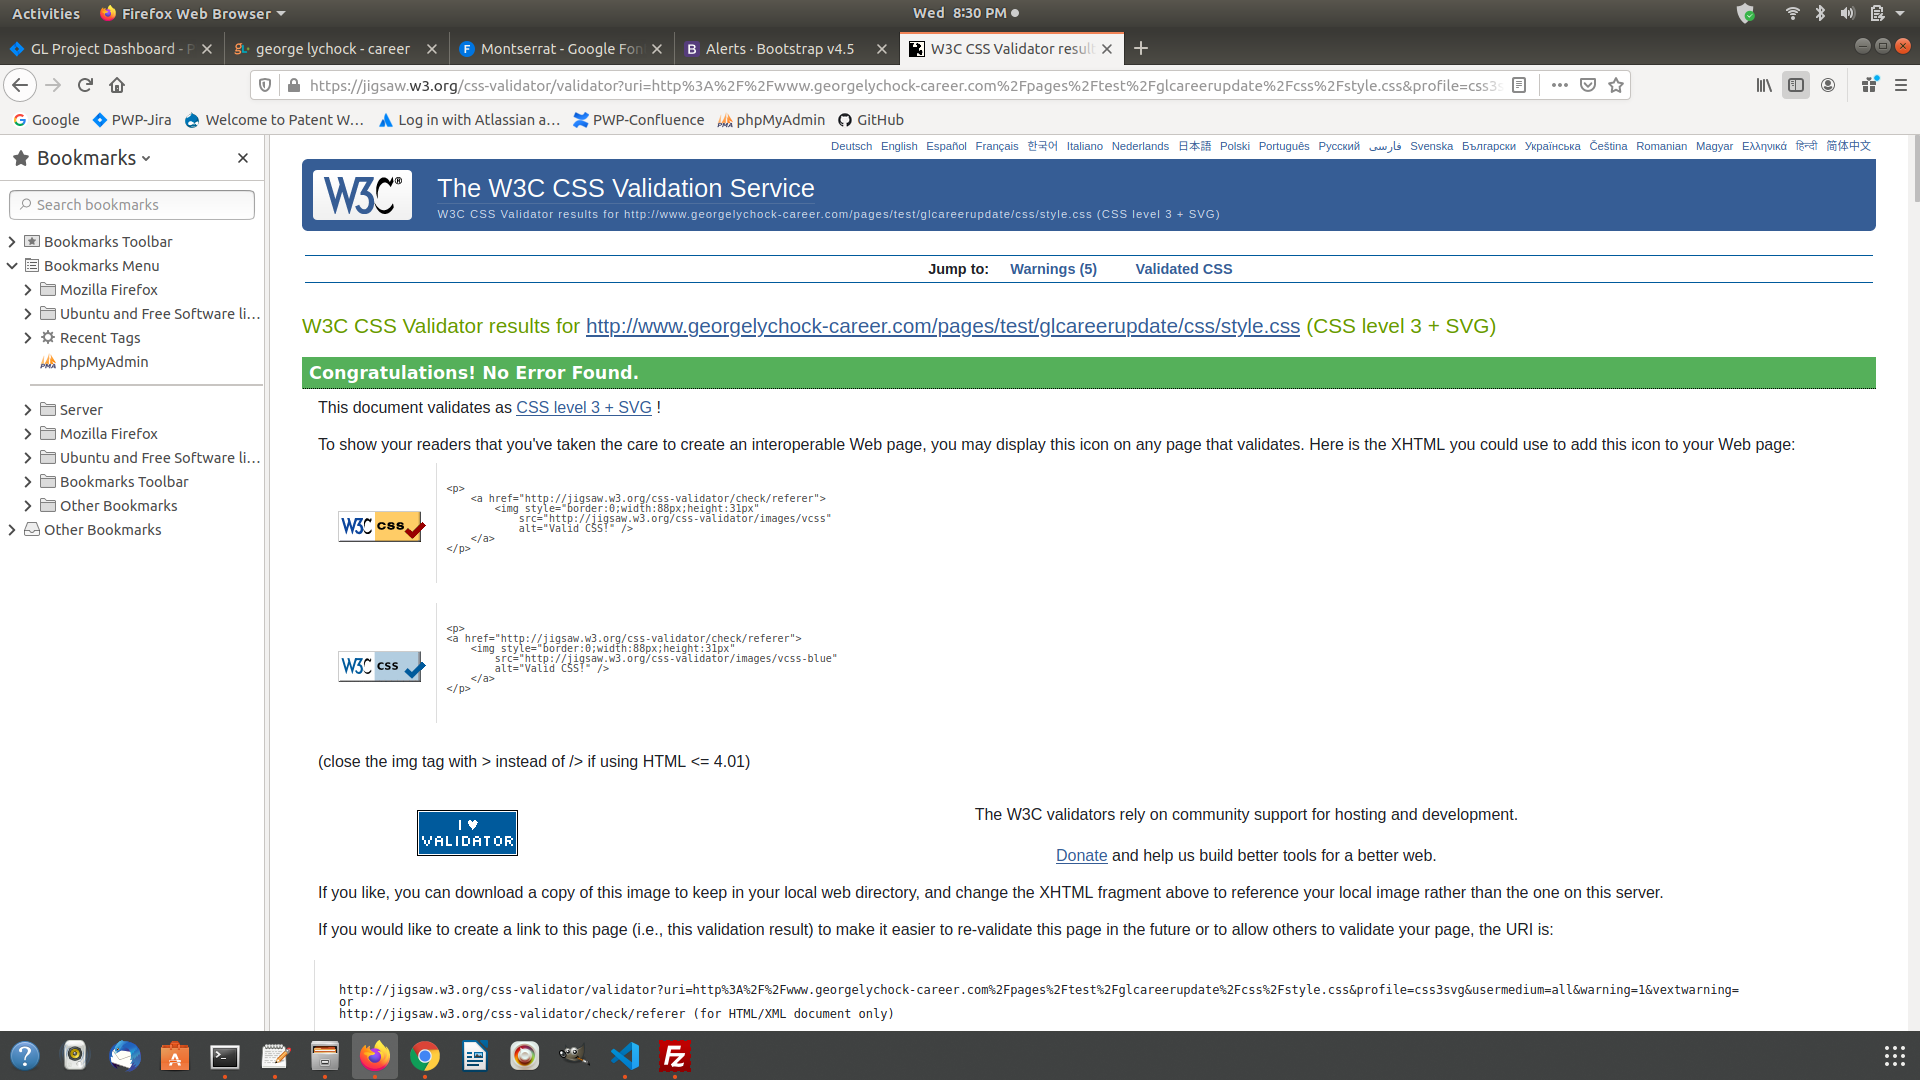 Activities Firefox Web Browser Wed 8:30 PM
GL Project Dashboard - P george lychock - career Montserrat - Google Fon Alerts · Bootstrap v4.5 W3C CSS Validator result
https://jigsaw.w3.org/css-validator/validator?uri=http%3A%2F%2Fwww.georgelychock-career.com%2Fpages%2Ftest%2Fglcareerupdate%2Fcss%2Fstyle.css&profile=css3s
Google PWP-Jira Welcome to Patent W... Log in with Atlassian a... PWP-Confluence phpMyAdmin GitHub
Bookmarks
Search bookmarks
Bookmarks Toolbar
Bookmarks Menu
Mozilla Firefox
Ubuntu and Free Software li...
Recent Tags
phpMyAdmin
Server
Mozilla Firefox
Ubuntu and Free Software li...
Bookmarks Toolbar
Other Bookmarks
Other Bookmarks
Deutsch English Español Français 한국어 Italiano Nederlands 日本語 Polski Português Русский فارسی Svenska Български Українська Čeština Romanian Magyar Ελληνικά हिन्दी 简体中文
W3C® The W3C CSS Validation Service
W3C CSS Validator results for http://www.georgelychock-career.com/pages/test/glcareerupdate/css/style.css (CSS level 3 + SVG)
Jump to: Warnings (5) Validated CSS
W3C CSS Validator results for http://www.georgelychock-career.com/pages/test/glcareerupdate/css/style.css (CSS level 3 + SVG)
Congratulations! No Error Found.
This document validates as CSS level 3 + SVG !
To show your readers that you've taken the care to create an interoperable Web page, you may display this icon on any page that validates. Here is the XHTML you could use to add this icon to your Web page:
W3C css
<p>
<a href="http://jigsaw.w3.org/css-validator/check/referer">
<img style="border:0;width:88px;height:31px"
src="http://jigsaw.w3.org/css-validator/images/vcss"
alt="Valid CSS!" />
</a>
</p>
W3C css
<p>
<a href="http://jigsaw.w3.org/css-validator/check/referer">
<img style="border:0;width:88px;height:31px"
src="http://jigsaw.w3.org/css-validator/images/vcss-blue"
alt="Valid CSS!" />
</a>
</p>
(close the img tag with > instead of /> if using HTML <= 4.01)
I ♥
VALIDATOR
The W3C validators rely on community support for hosting and development.
Donate and help us build better tools for a better web.
If you like, you can download a copy of this image to keep in your local web directory, and change the XHTML fragment above to reference your local image rather than the one on this server.
If you would like to create a link to this page (i.e., this validation result) to make it easier to re-validate this page in the future or to allow others to validate your page, the URI is:
http://jigsaw.w3.org/css-validator/validator?uri=http%3A%2F%2Fwww.georgelychock-career.com%2Fpages%2Ftest%2Fglcareerupdate%2Fcss%2Fstyle.css&profile=css3svg&usermedium=all&warning=1&vextwarning=
or
http://jigsaw.w3.org/css-validator/check/referer (for HTML/XML document only)